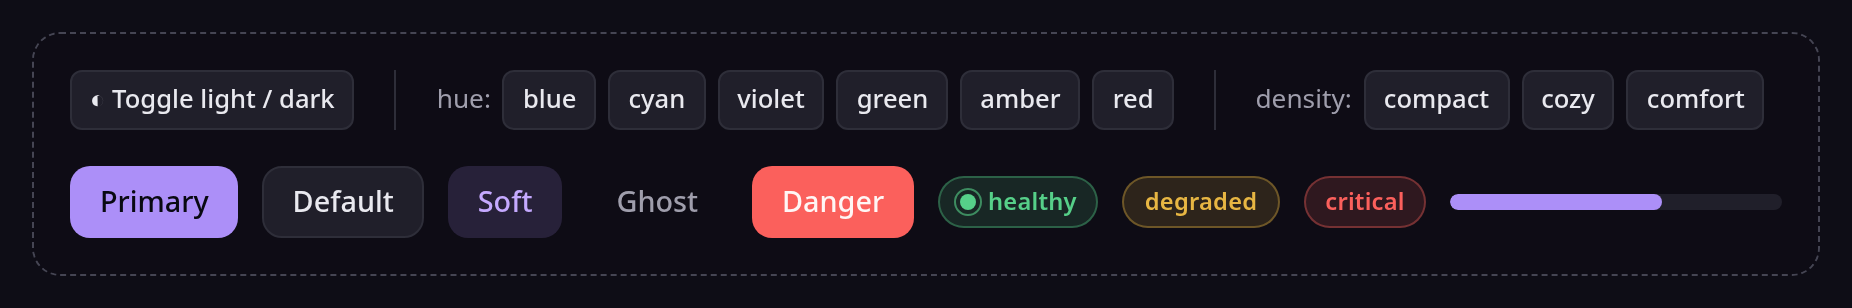 ◐ Toggle light / dark hue: blue cyan violet green amber red density: compact cozy comfort
Primary Default Soft Ghost Danger healthy degraded critical